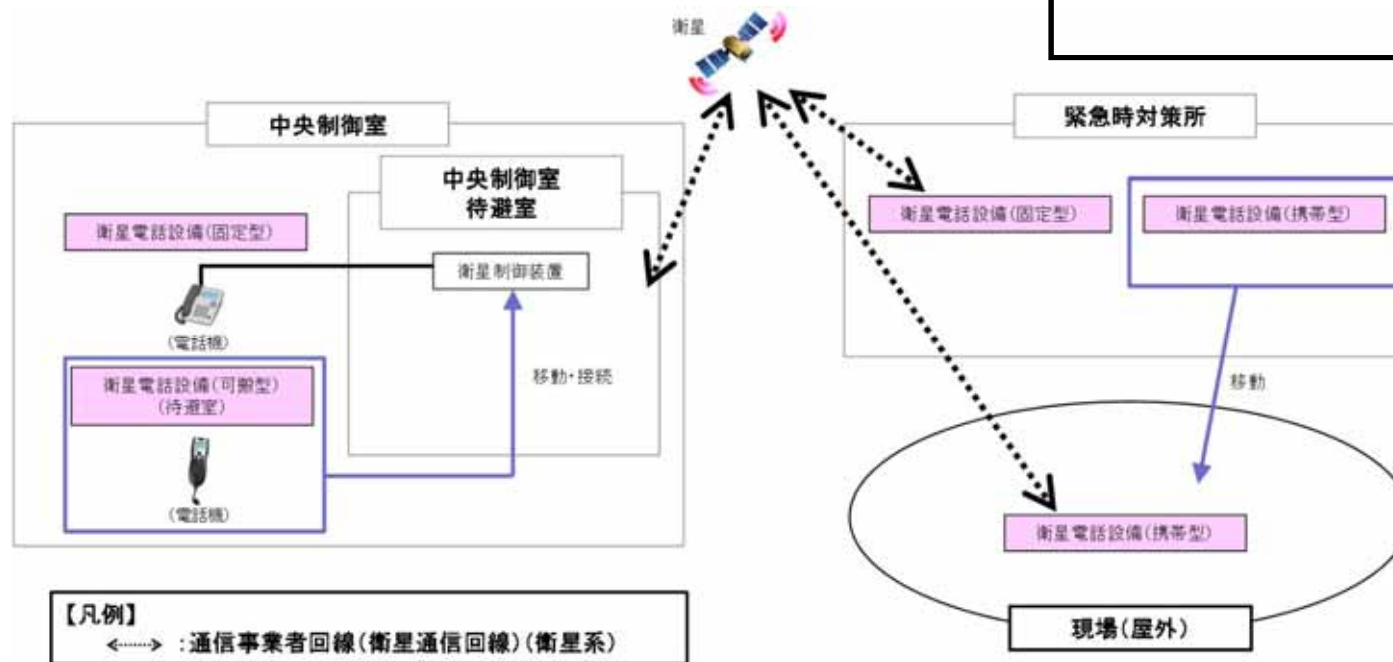 衛星
中央制御室
中央制御室
待避室
衛星電話設備(固定型)
衛星制御装置
(電話機)
衛星電話設備(可搬型)
(待避室)
移動・接続
(電話機)
緊急時対策所
衛星電話設備(固定型)
衛星電話設備(携帯型)
移動
衛星電話設備(携帯型)
現場(屋外)
【凡例】
:通信事業者回線(衛星通信回線)(衛星系)